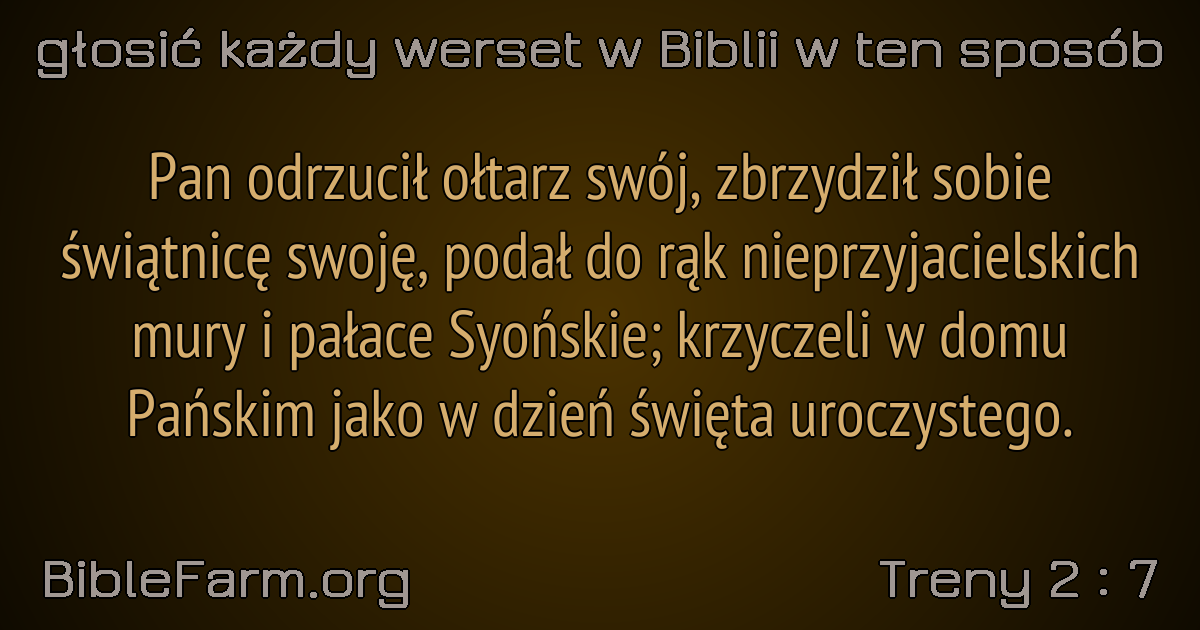 głosić każdy werset w Biblii w ten sposób
Pan odrzucił ołtarz swój, zbrzydził sobie
świątnicę swoję, podał do rąk nieprzyjacielskich
mury i pałace Syońskie; krzyczeli w domu
Pańskim jako w dzień święta uroczystego.
BibleFarm.org
Treny 2 : 7